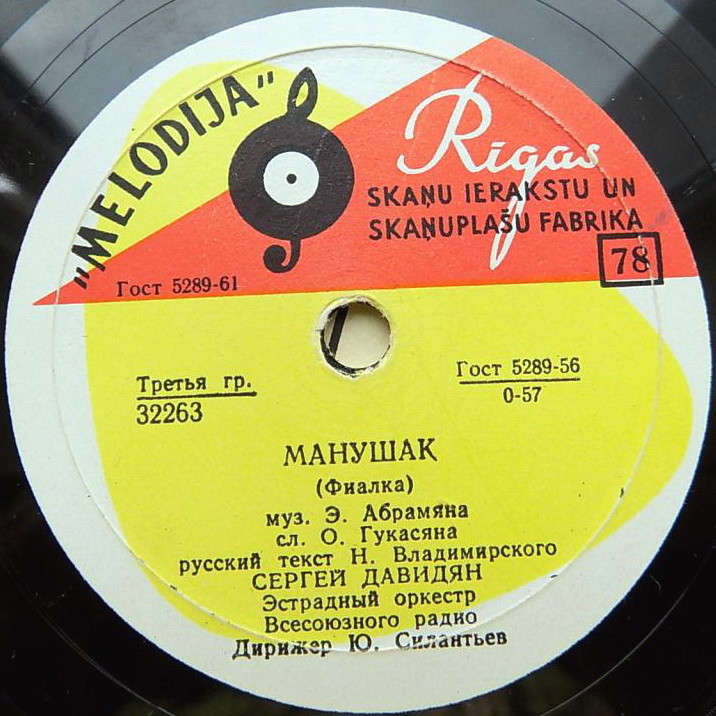 „MELODIJA"
Rīgas
SKAŅU IERAKSTU UN
SKAŅUPLAŠU FABRIKA
78
Гост 5289-61
Третья гр.
32263
Гост 5289-56
0-57
МАНУШАК
(Фиалка)
муз. Э. Абрамяна
сл. О. Гукасяна
русский текст Н. Владимирского
СЕРГЕЙ ДАВИДЯН
Эстрадный оркестр
Всесоюзного радио
Дирижер Ю. Силантьев